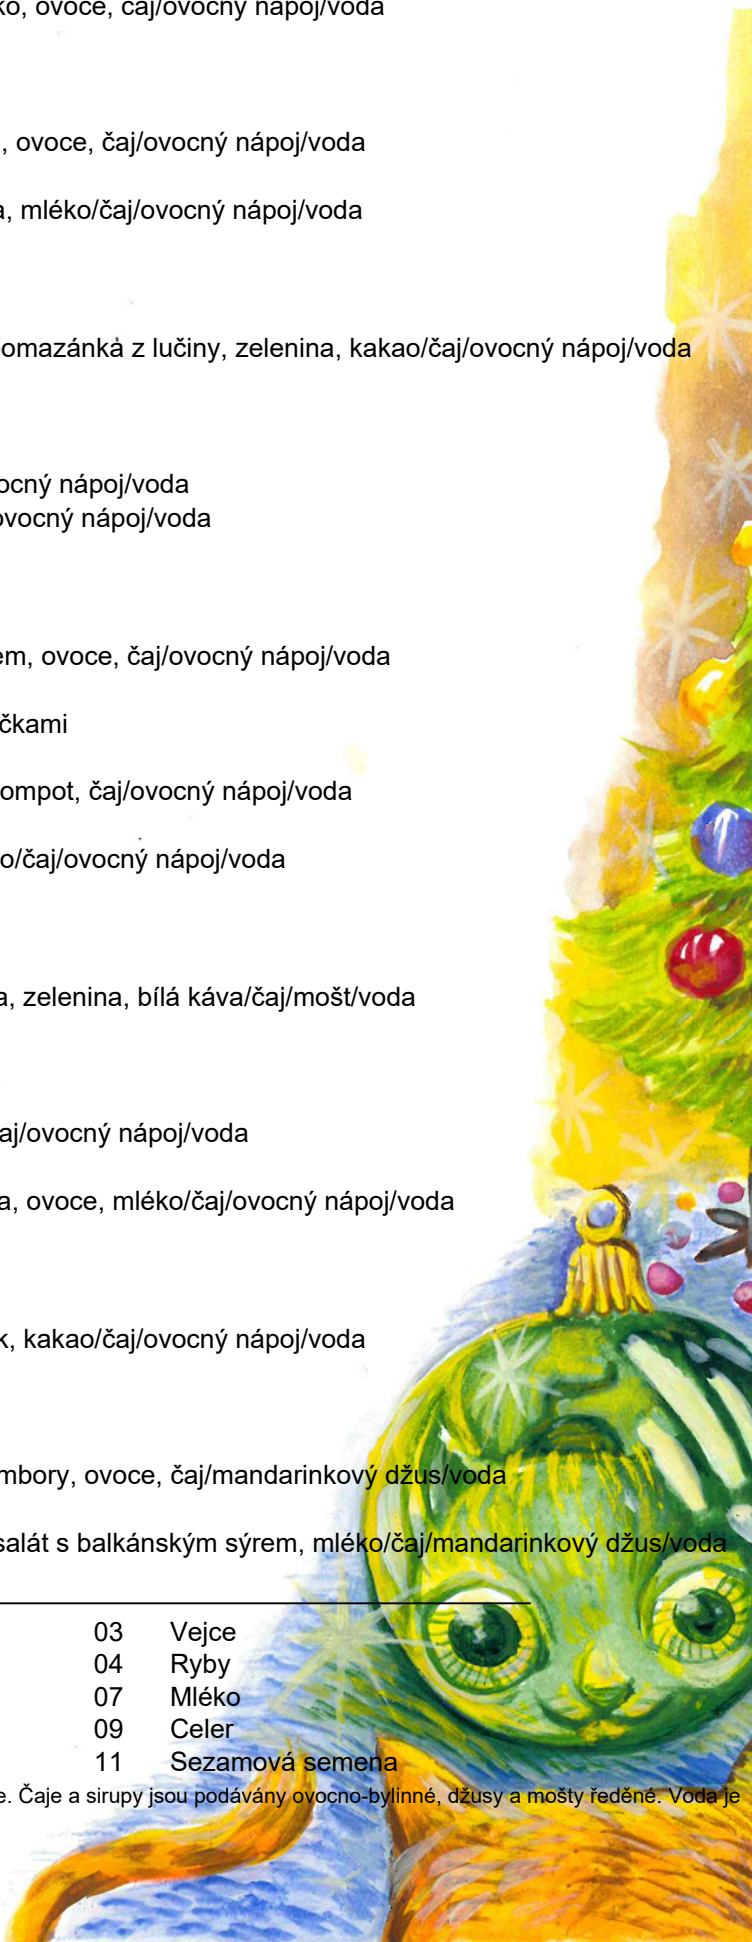 ko, ovoce, čaj/ovocný nápoj/voda
, ovoce, čaj/ovocný nápoj/voda
a, mléko/čaj/ovocný nápoj/voda
pomazánka z lučiny, zelenina, kakao/čaj/ovocný nápoj/voda
ocný nápoj/voda
ovocný nápoj/voda
em, ovoce, čaj/ovocný nápoj/voda
čkami
ompot, čaj/ovocný nápoj/voda
o/čaj/ovocný nápoj/voda
a, zelenina, bílá káva/čaj/mošt/voda
aj/ovocný nápoj/voda
a, ovoce, mléko/čaj/ovocný nápoj/voda
k, kakao/čaj/ovocný nápoj/voda
mbory, ovoce, čaj/mandarinkový džus/voda
salát s balkánským sýrem, mléko/čaj/mandarinkový džus/voda
03 Vejce
04 Ryby
07 Mléko
09 Celer
11 Sezamová semena
e. Čaje a sirupy jsou podávány ovocno-bylinné, džusy a mošty ředěné. Voda je